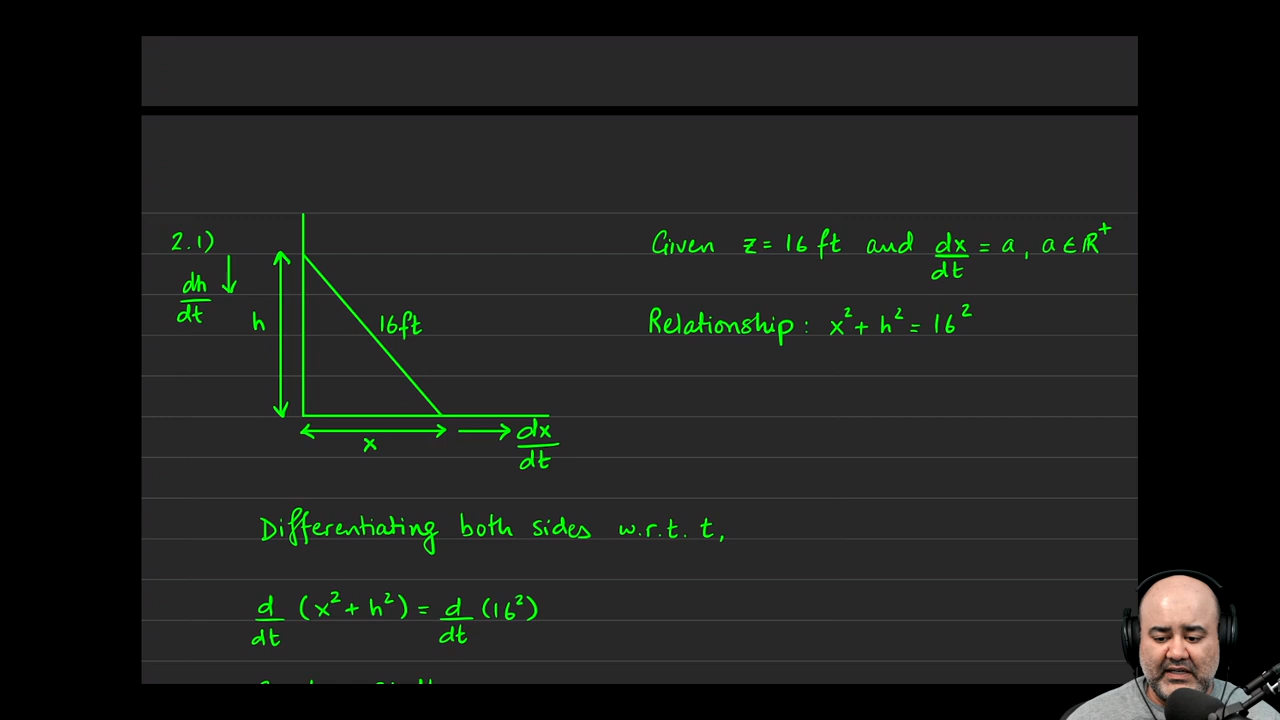 2.1)
dh
dt
h
16ft
x
dx
dt
Given z = 16 ft and dx/dt = a, a ∈ ℝ⁺
Relationship: x² + h² = 16²
Differentiating both sides w.r.t. t,
d/dt (x² + h²) = d/dt (16²)